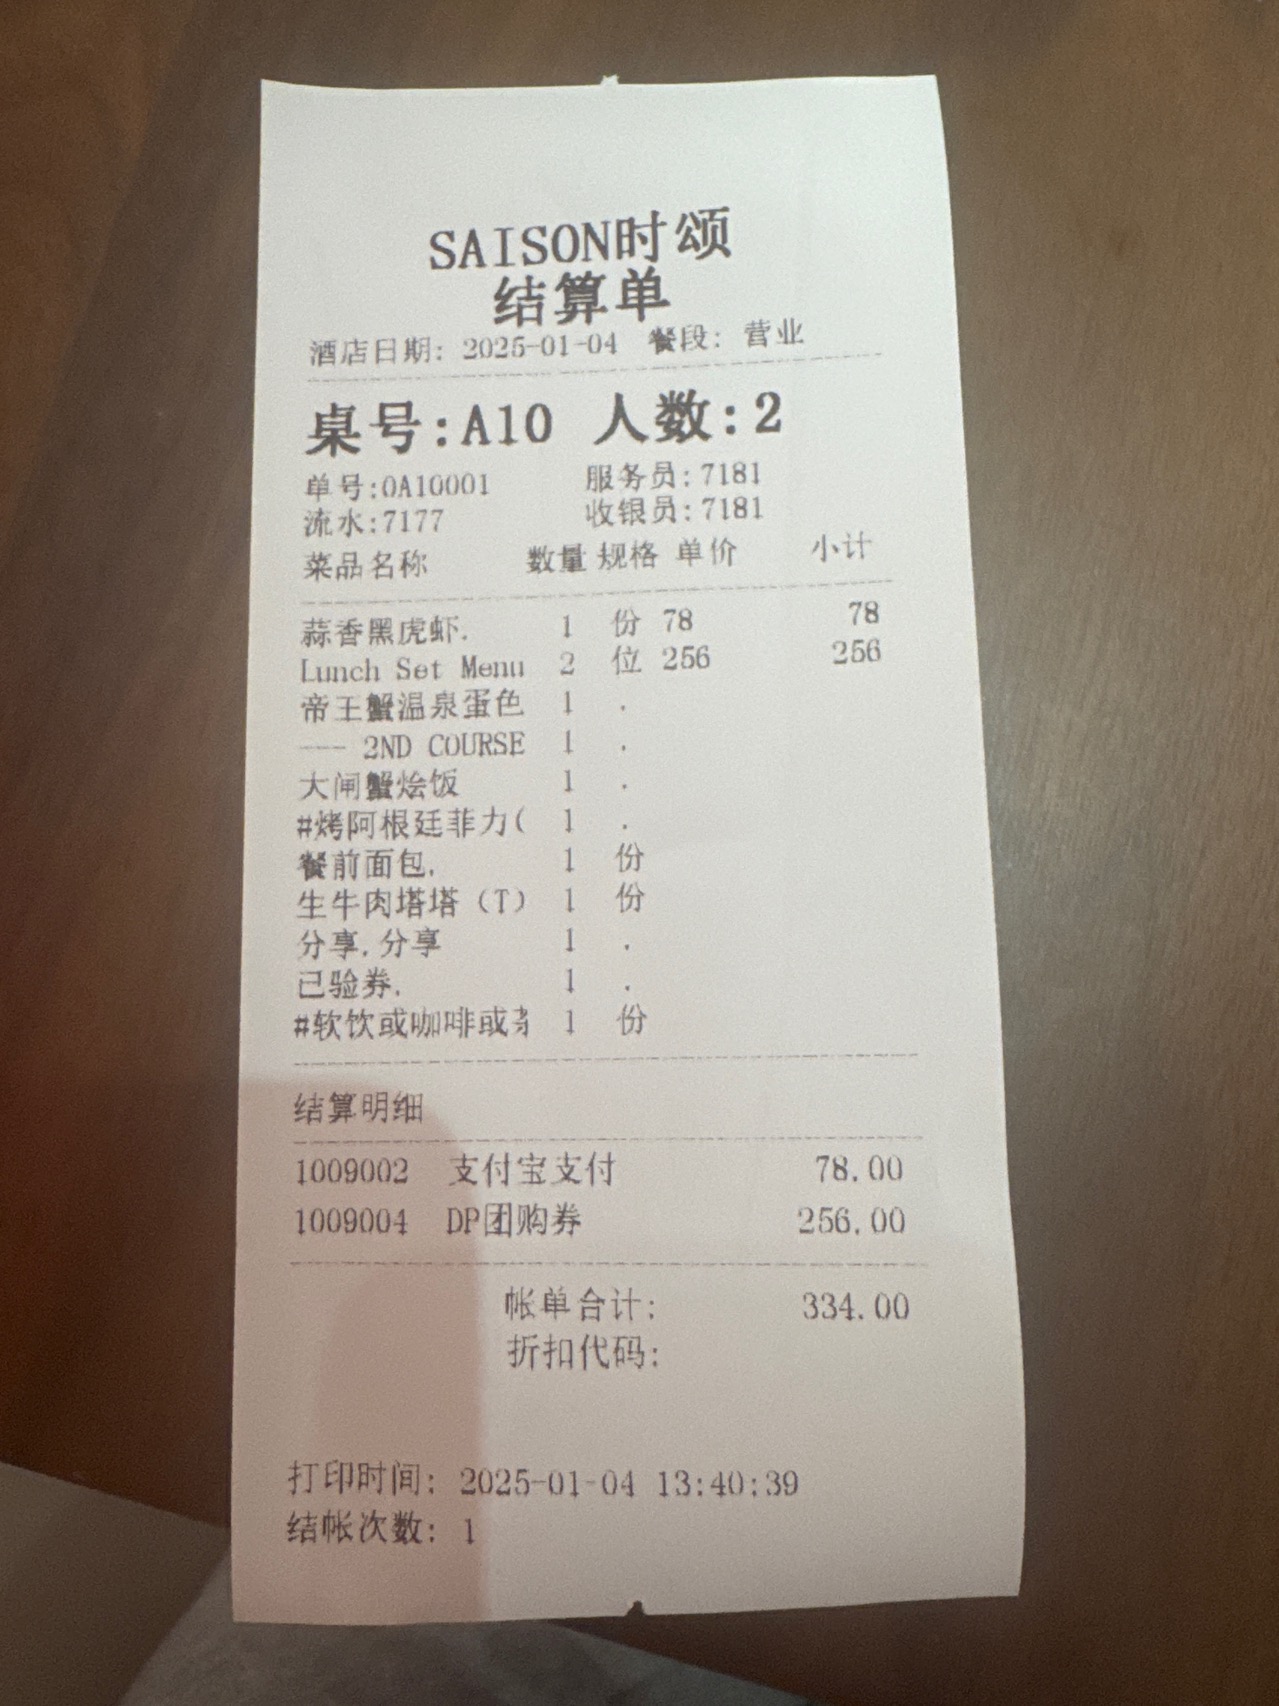 SAISON时颂
结算单
酒店日期: 2025-01-04 餐段: 营业
桌号:A10 人数:2
单号:0A10001 服务员:7181
流水:7177 收银员:7181
菜品名称 数量 规格 单价 小计
蒜香黑虎虾. 1 份 78 78
Lunch Set Menu 2 位 256 256
帝王蟹温泉蛋色 1 .
--- 2ND COURSE 1 .
大闸蟹烩饭 1 .
#烤阿根廷菲力( 1 .
餐前面包. 1 份
生牛肉塔塔（T） 1 份
分享.分享 1 .
已验券. 1 .
#软饮或咖啡或 1 份
结算明细
1009002 支付宝支付 78.00
1009004 DP团购券 256.00
帐单合计: 334.00
折扣代码:
打印时间: 2025-01-04 13:40:39
结帐次数: 1